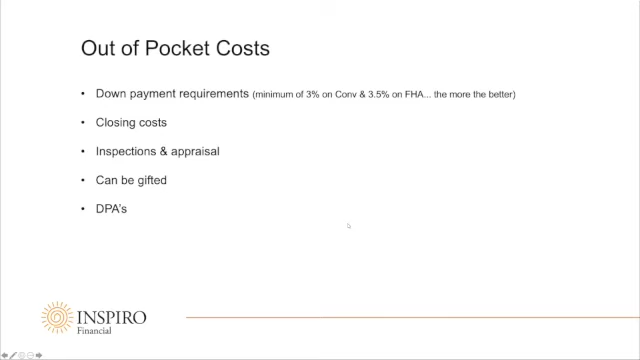 Out of Pocket Costs
• Down payment requirements (minimum of 3% on Conv & 3.5% on FHA... the more the better)
• Closing costs
• Inspections & appraisal
• Can be gifted
• DPA's
INSPIRO
Financial